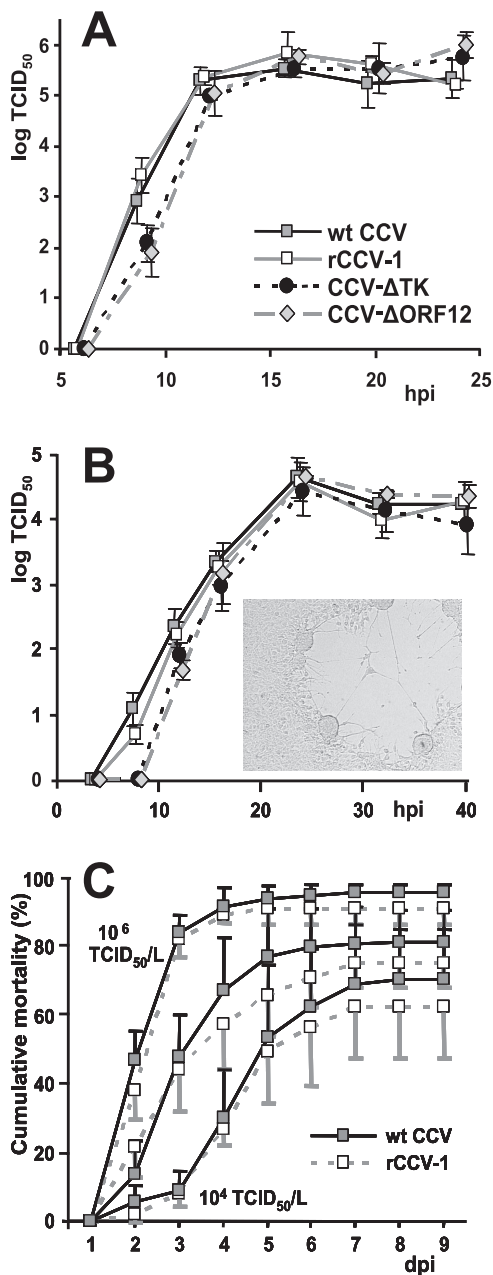 A
log TCID50
6
5
4
3
2
1
0
wt CCV
rCCV-1
CCV-ΔTK
CCV-ΔORF12
5 10 15 20 25
hpi
B
log TCID50
5
4
3
2
1
0
0 10 20 30 hpi 40
C
Cumulative mortality (%)
100
80
60
40
20
0
10^6
TCID50/L
wt CCV
rCCV-1
10^4 TCID50/L
1 2 3 4 5 6 7 8 9
dpi